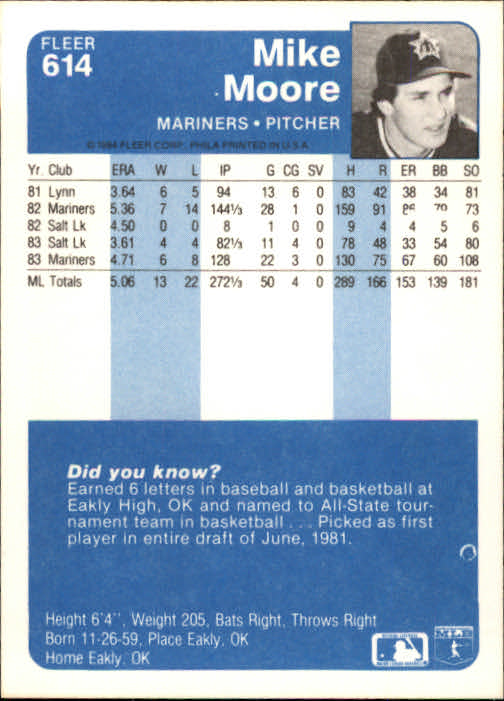 FLEER
614
Mike
Moore
MARINERS • PITCHER
© 1984 FLEER CORP. PHILA PRINTED IN U.S.A.
Yr. Club ERA W L IP G CG SV H R ER BB SO
81 Lynn 3.64 6 5 94 13 6 0 83 42 38 34 81
82 Mariners 5.36 7 14 144⅓ 28 1 0 159 91 73
82 Salt Lk 4.50 0 0 8 1 0 0 9 4 4 5 6
83 Salt Lk 3.61 4 4 82⅓ 11 4 0 78 48 33 54 80
83 Mariners 4.71 6 8 128 22 3 0 130 75 67 60 108
ML Totals 5.06 13 22 272⅓ 50 4 0 289 166 153 139 181
Did you know?
Earned 6 letters in baseball and basketball at
Eakly High, OK and named to All-State tour-
nament team in basketball . . . Picked as first
player in entire draft of June, 1981.
Height 6'4'', Weight 205, Bats Right, Throws Right
Born 11-26-59, Place Eakly, OK
Home Eakly, OK